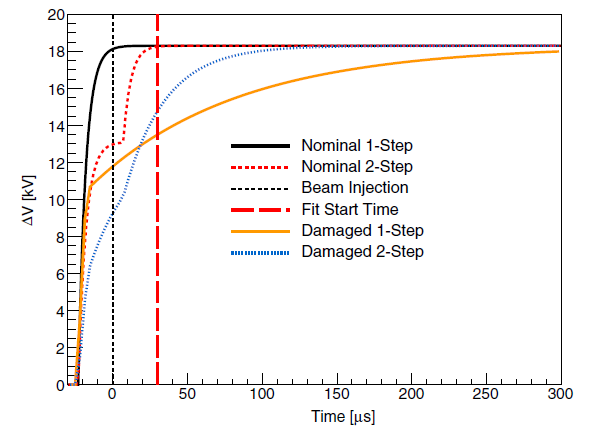 20
18
16
14
12
10
8
6
4
2
0
ΔV [kV]
Nominal 1-Step
Nominal 2-Step
Beam Injection
Fit Start Time
Damaged 1-Step
Damaged 2-Step
0 50 100 150 200 250 300
Time [μs]